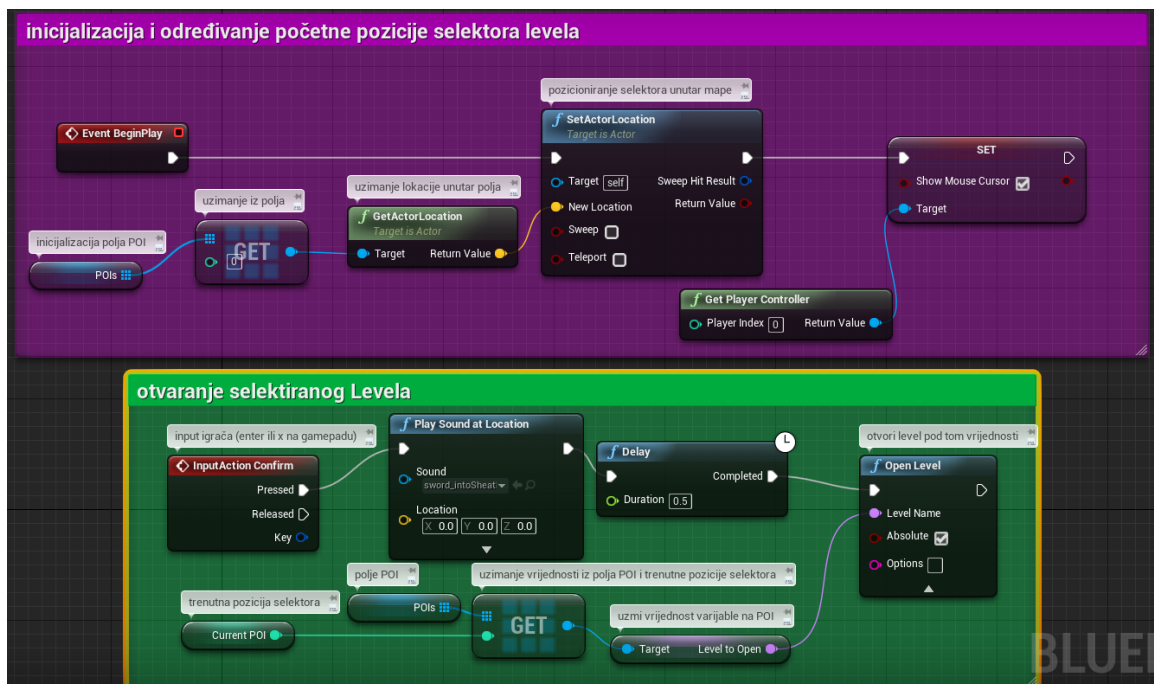 inicijalizacija i određivanje početne pozicije selektora levela
pozicioniranje selektora unutar mape
SetActorLocation
Target is Actor
Event BeginPlay
SET
uzimanje lokacije unutar polja
Target self
Sweep Hit Result
Show Mouse Cursor
uzimanje iz polja
New Location
Return Value
Target
GetActorLocation
Target is Actor
Sweep
inicijalizacija polja POI
GET
Target
Return Value
0
Teleport
POIs
Get Player Controller
Player Index 0
Return Value
otvaranje selektiranog Levela
input igrača (enter ili x na gamepadu)
Play Sound at Location
otvori level pod tom vrijednosti
InputAction Confirm
Delay
Open Level
Pressed
Sound
Completed
sword_intoSheat
Released
Duration 0.5
Level Name
Location
X 0.0 Y 0.0 Z 0.0
Key
Absolute
Options
polje POI
uzimanje vrijednosti iz polja POI i trenutne pozicije selektora
trenutna pozicija selektora
POIs
GET
uzmi vrijednost varijable na POI
Current POI
Target
Level to Open
BLUE